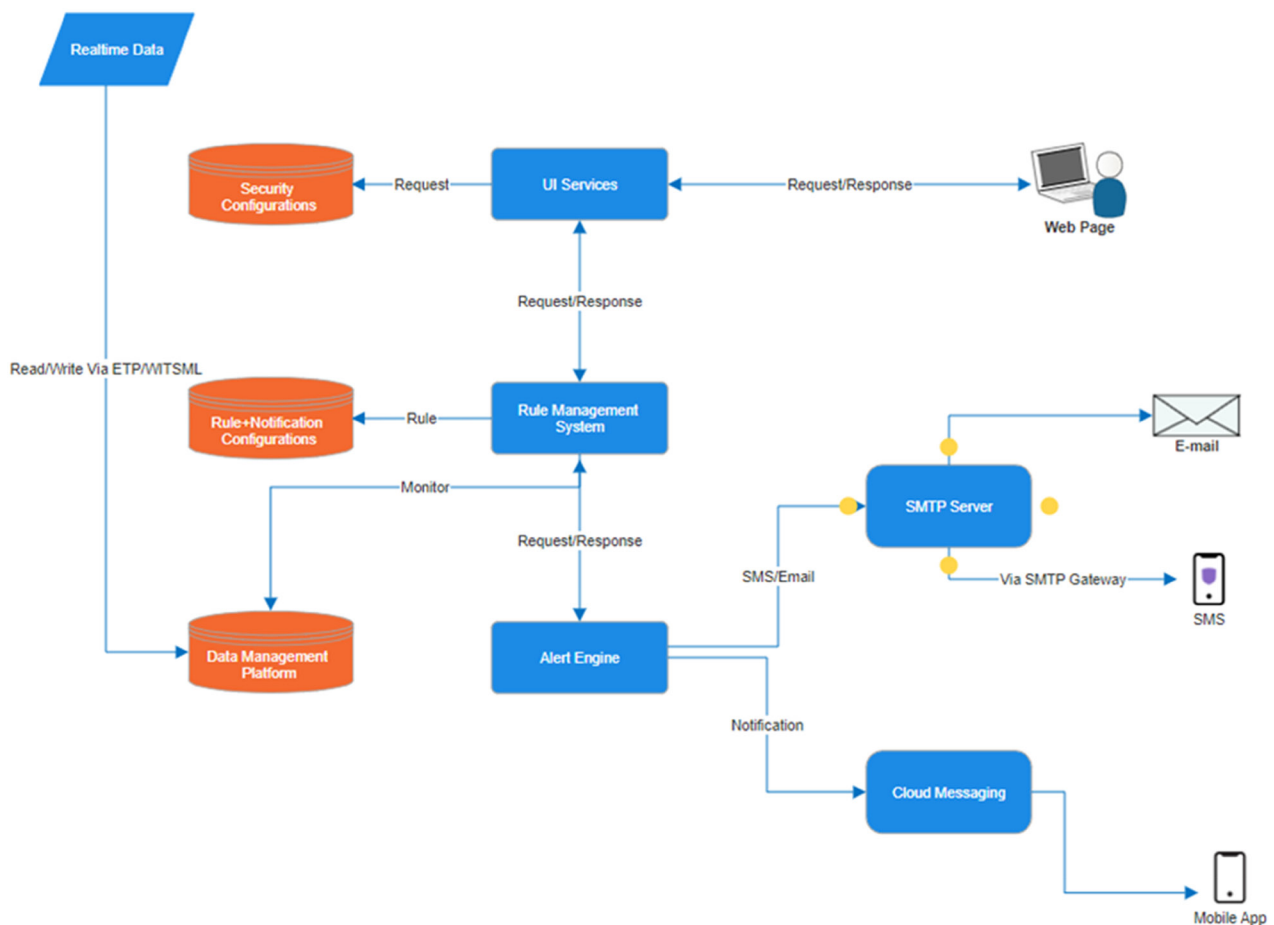 Realtime Data
Security
Configurations
Request
UI Services
Request/Response
Web Page
Request/Response
Read/Write Via ETP/WITSML
Rule+Notification
Configurations
Rule
Rule Management
System
E-mail
Monitor
SMTP Server
Request/Response
SMS/Email
Via SMTP Gateway
SMS
Data Management
Platform
Alert Engine
Notification
Cloud Messaging
Mobile App